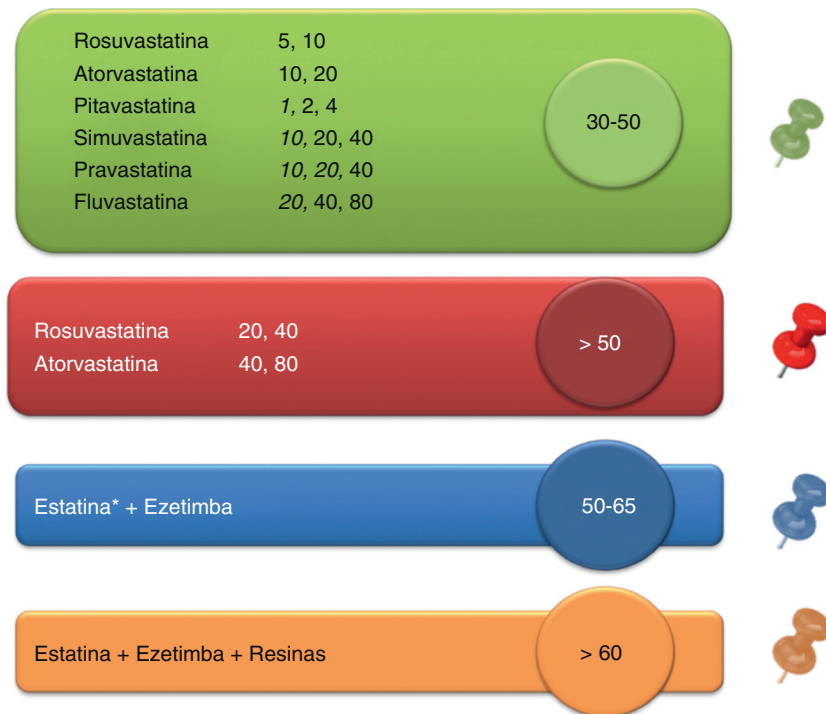 Rosuvastatina 5, 10
Atorvastatina 10, 20
Pitavastatina 1, 2, 4
Simuvastatina 10, 20, 40
Pravastatina 10, 20, 40
Fluvastatina 20, 40, 80
30-50
Rosuvastatina 20, 40
Atorvastatina 40, 80
> 50
Estatina* + Ezetimba 50-65
Estatina + Ezetimba + Resinas > 60